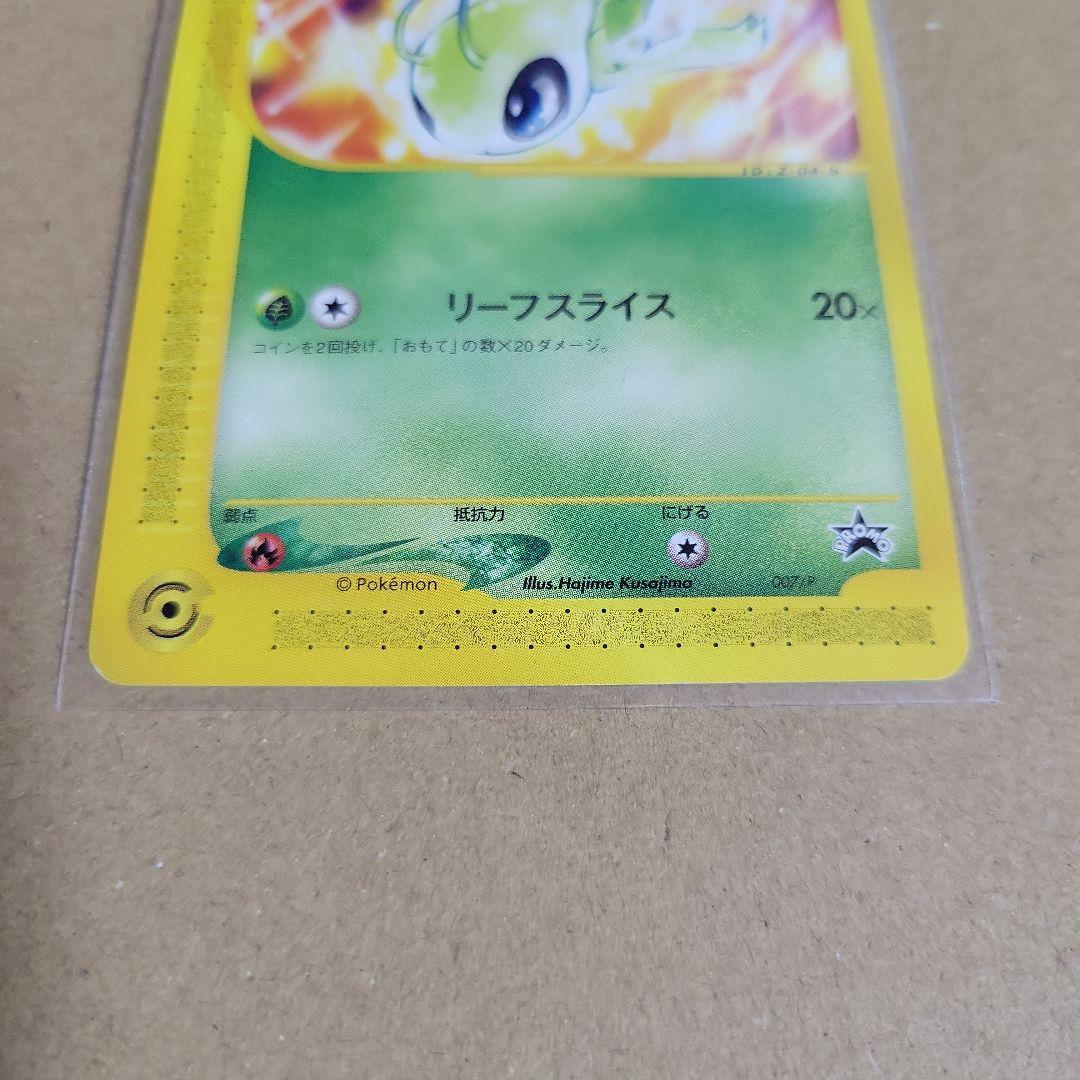 ID:Z-04-#
リーフスライス 20×
コインを2回投げ、「おもて」の数×20ダメージ。
弱点 抵抗力 にげる
PROMO
© Pokémon Illus.Hajime Kusajima 007/P